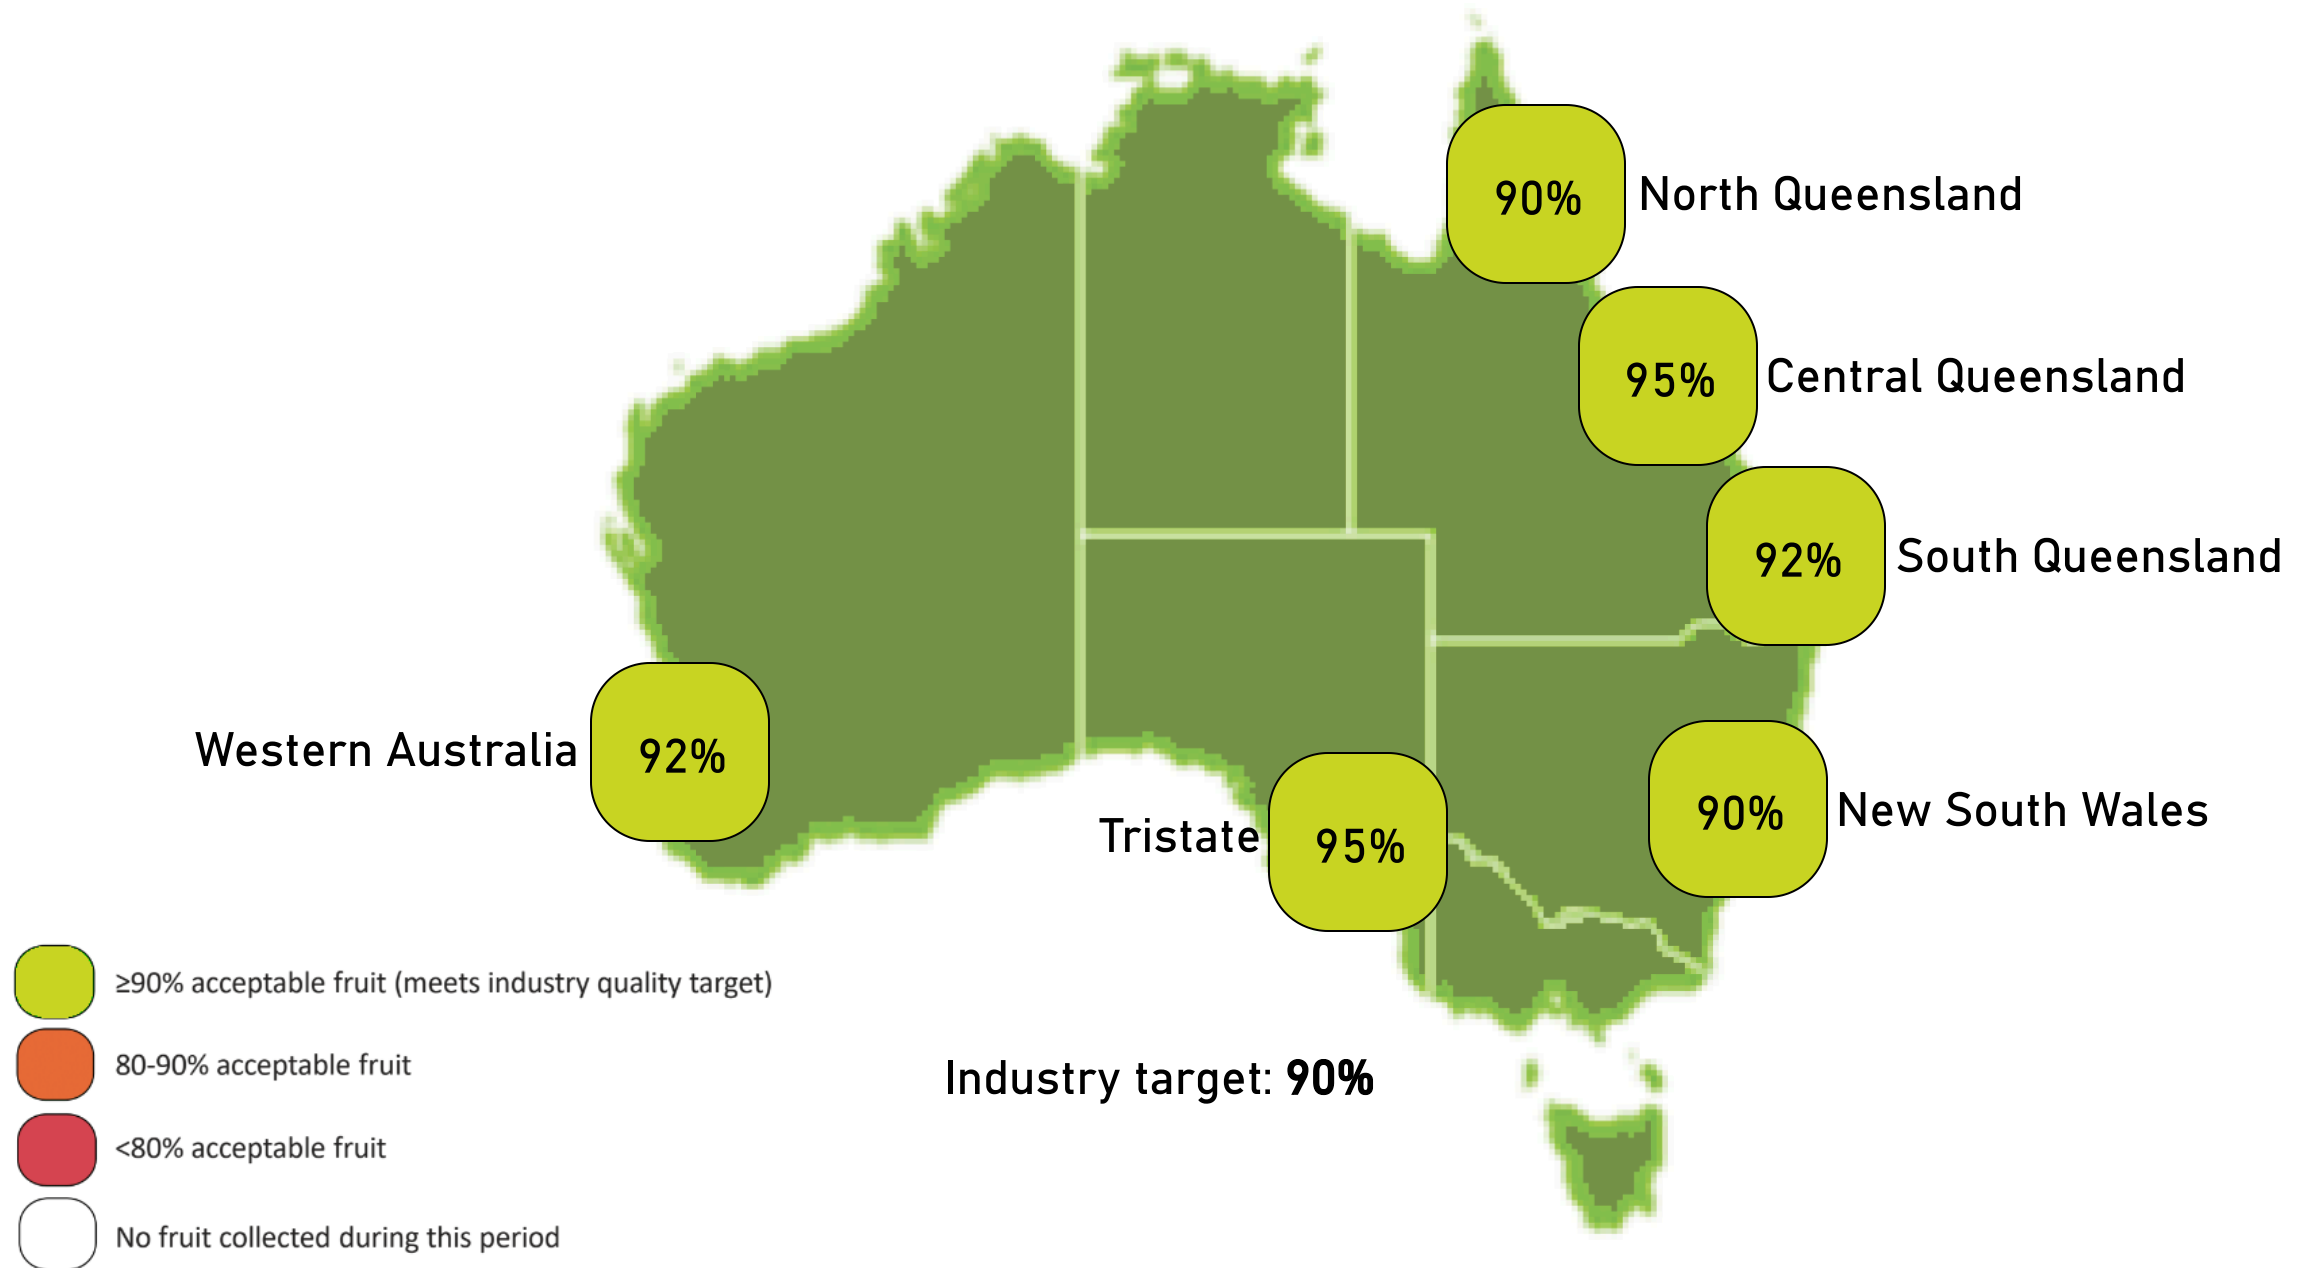 90% North Queensland
95% Central Queensland
92% South Queensland
Western Australia 92%
90% New South Wales
Tristate 95%
≥90% acceptable fruit (meets industry quality target)
80-90% acceptable fruit
Industry target: 90%
<80% acceptable fruit
No fruit collected during this period